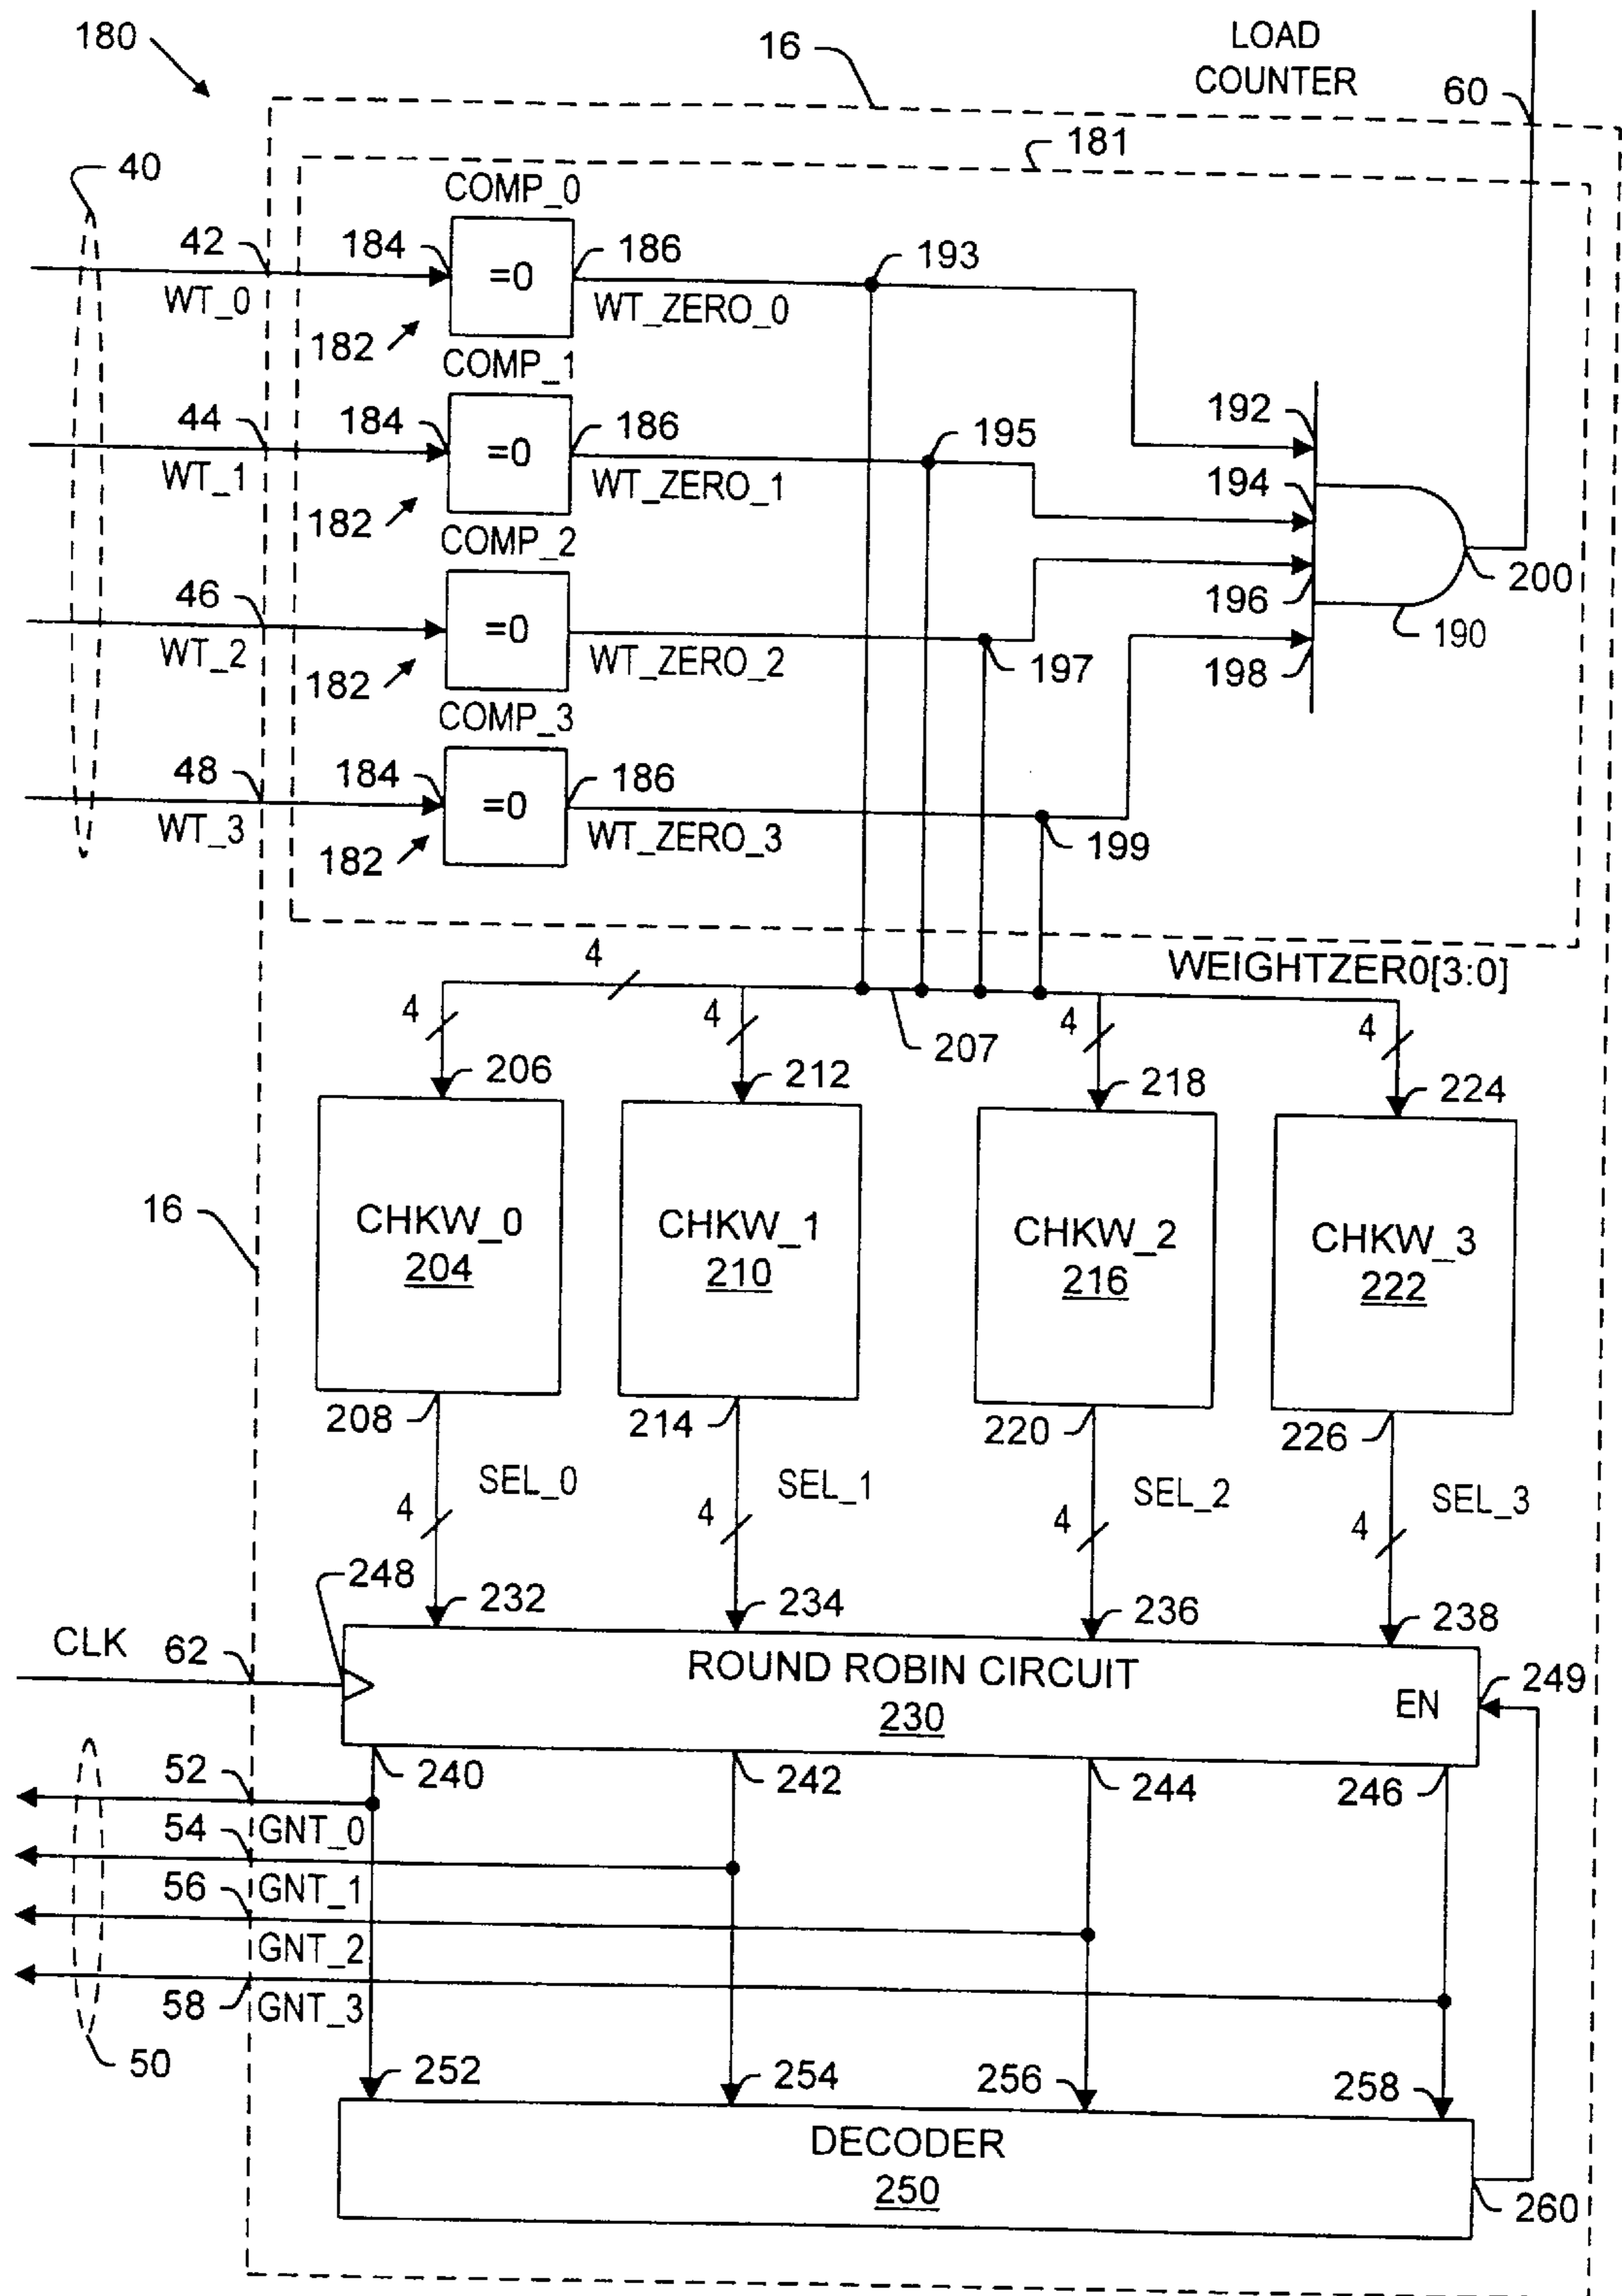 180
16
LOAD
COUNTER
60
181
40
COMP_0
42
184
=0
186
193
WT_0
WT_ZERO_0
182
COMP_1
192
44
184
=0
186
195
WT_1
WT_ZERO_1
194
182
COMP_2
200
46
=0
196
190
WT_2
WT_ZERO_2
197
198
182
COMP_3
48
184
=0
186
WT_3
WT_ZERO_3
199
182
4
WEIGHTZER0[3:0]
4
4
207
4
4
206
212
218
224
16
CHKW_0
204
CHKW_1
210
CHKW_2
216
CHKW_3
222
208
214
220
226
SEL_0
SEL_1
SEL_2
SEL_3
4
4
4
4
248
232
234
236
238
CLK
62
ROUND ROBIN CIRCUIT
230
EN
249
52
240
242
244
246
GNT_0
54
GNT_1
56
GNT_2
58
GNT_3
50
252
254
256
258
DECODER
250
260